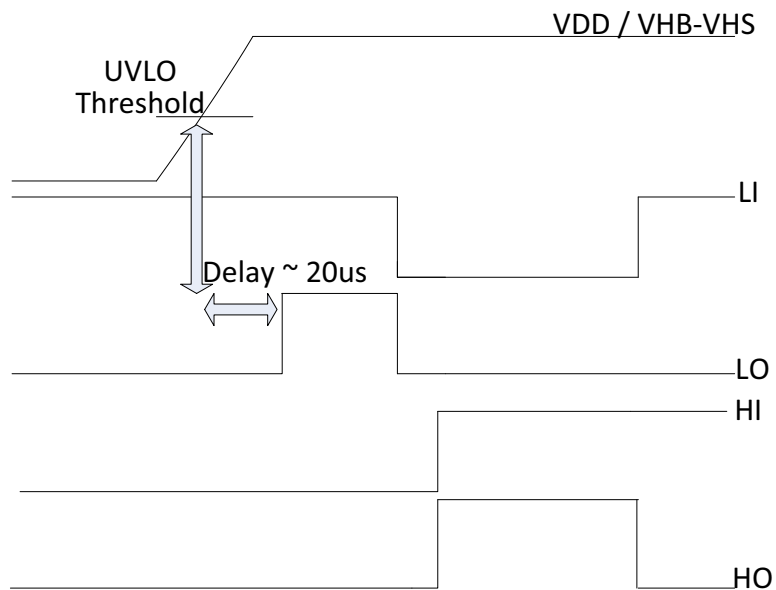 VDD / VHB-VHS
UVLO
Threshold
LI
Delay ~ 20us
LO
HI
HO